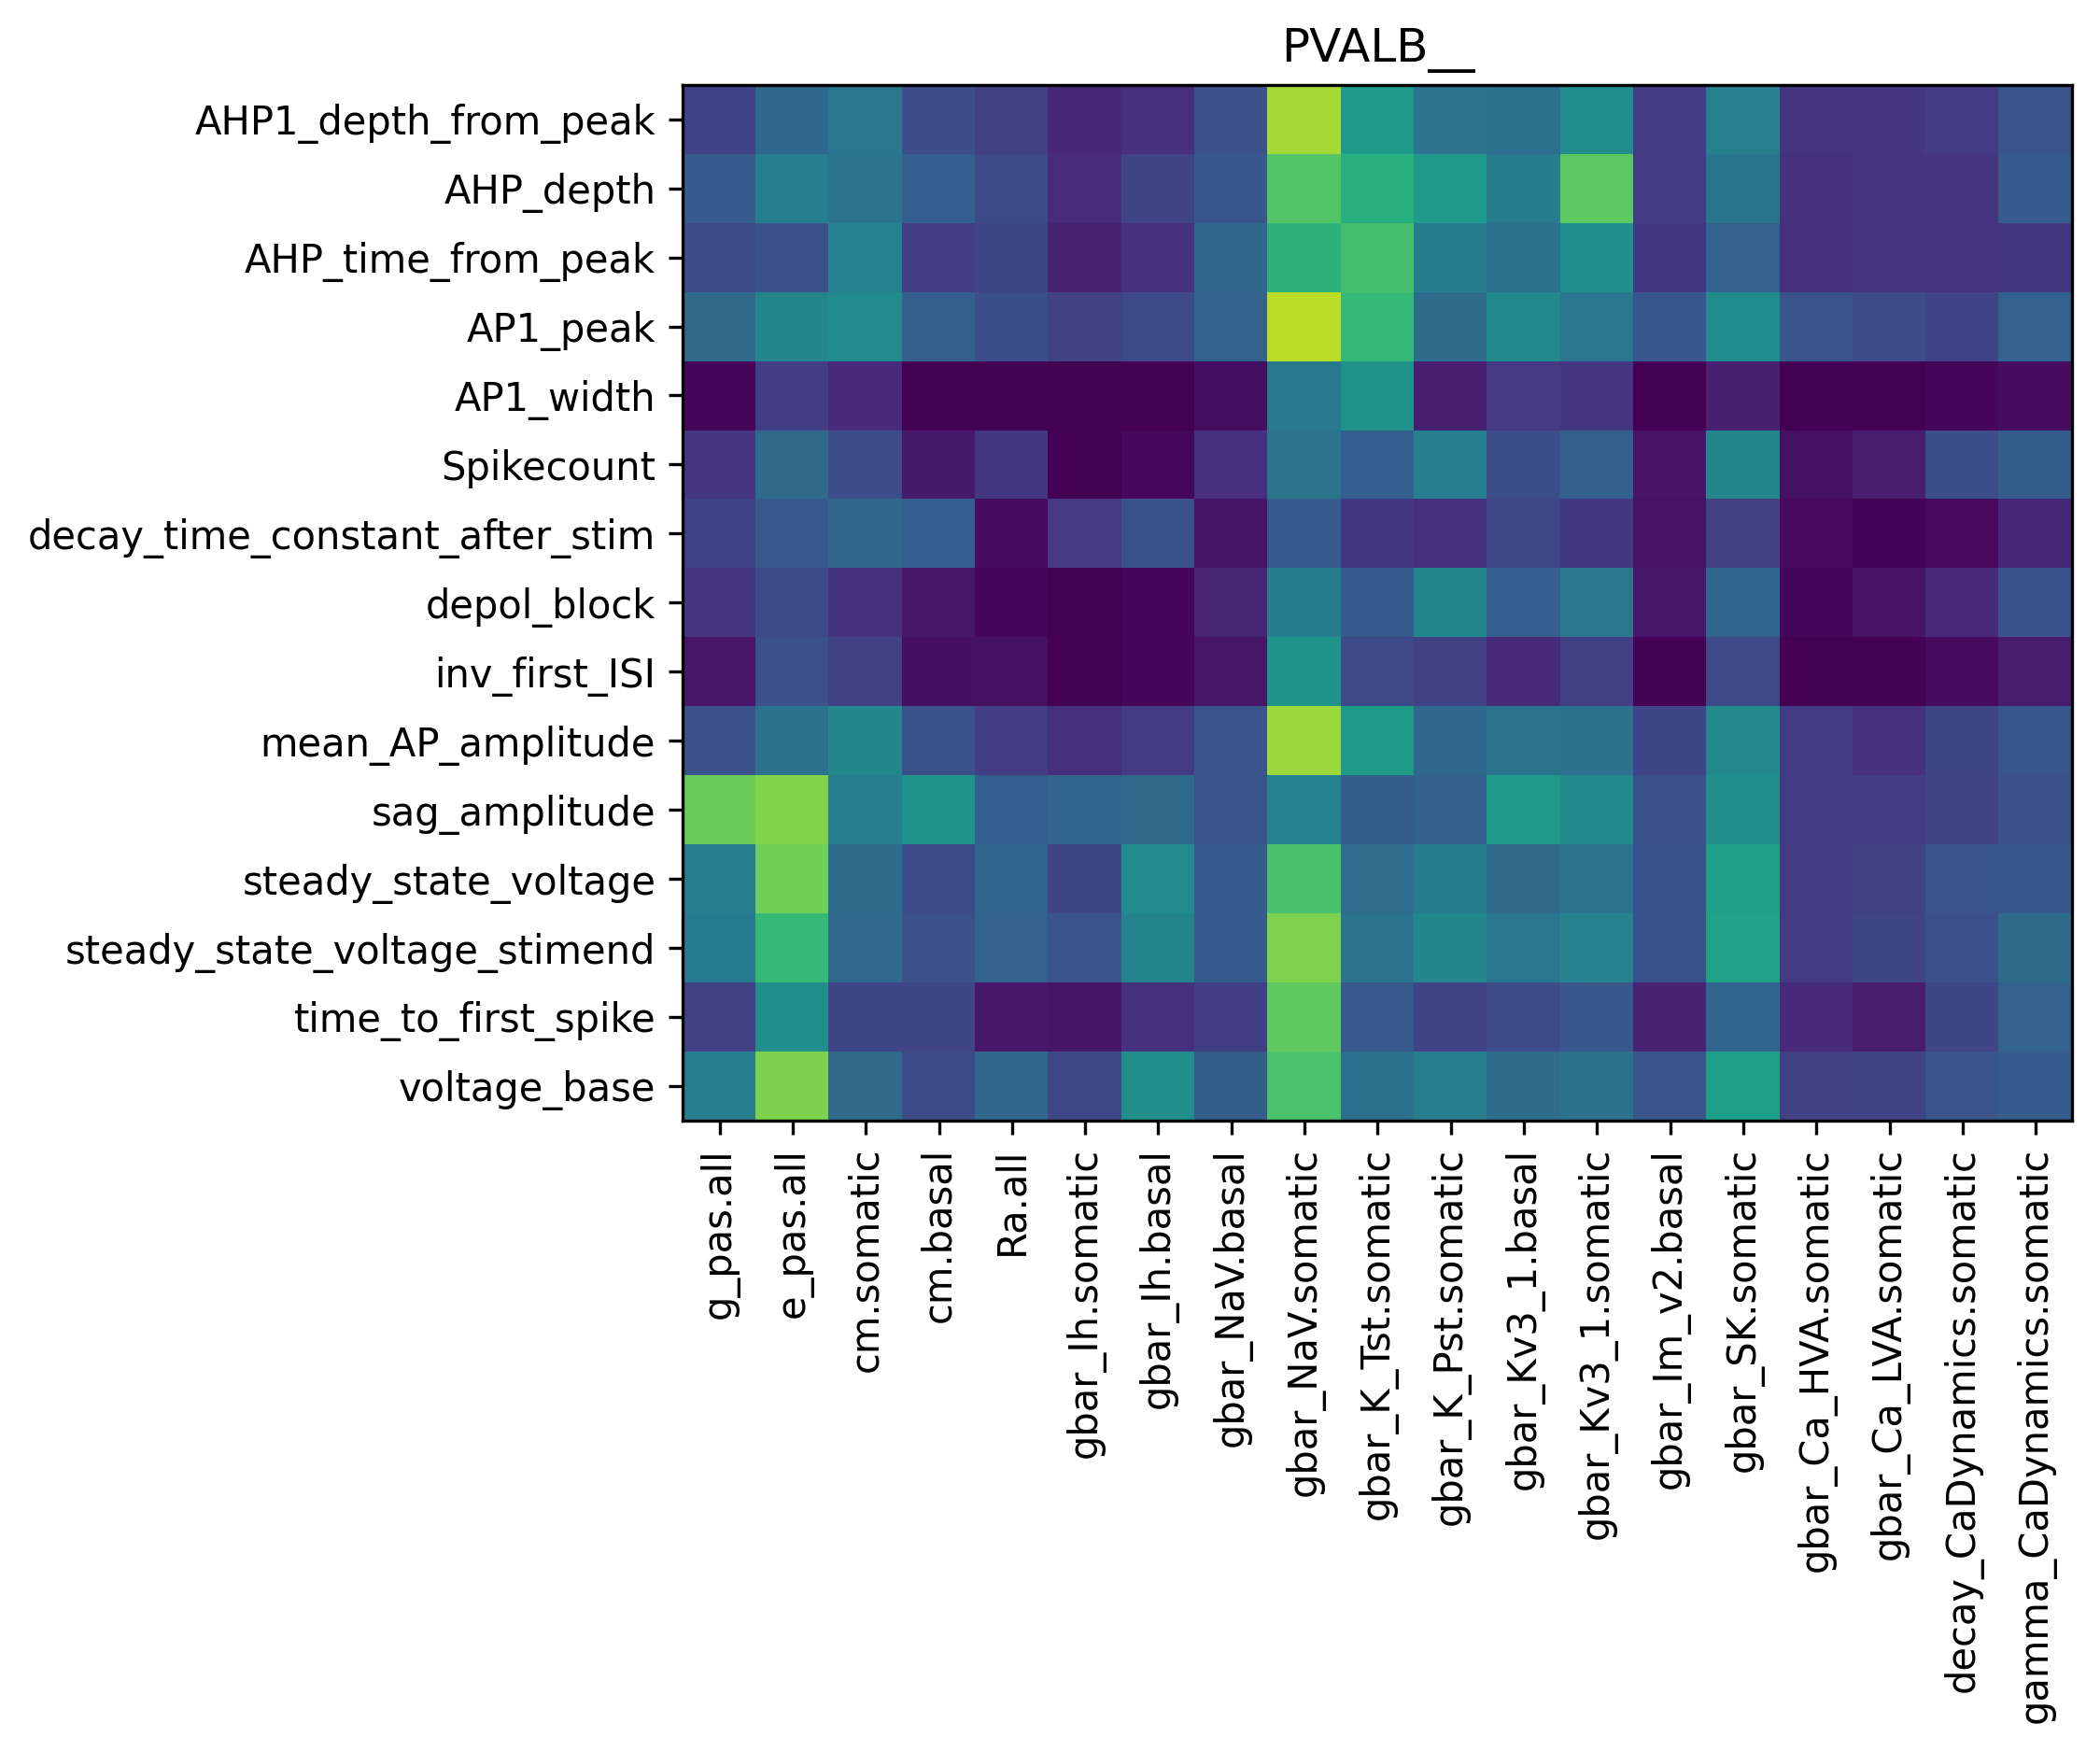 PVALB__
AHP1_depth_from_peak
AHP_depth
AHP_time_from_peak
AP1_peak
AP1_width
Spikecount
decay_time_constant_after_stim
depol_block
inv_first_ISI
mean_AP_amplitude
sag_amplitude
steady_state_voltage
steady_state_voltage_stimend
time_to_first_spike
voltage_base
g_pas.all
e_pas.all
cm.somatic
cm.basal
Ra.all
gbar_Ih.somatic
gbar_Ih.basal
gbar_NaV.basal
gbar_NaV.somatic
gbar_K_Tst.somatic
gbar_K_Pst.somatic
gbar_Kv3_1.basal
gbar_Kv3_1.somatic
gbar_Im_v2.basal
gbar_SK.somatic
gbar_Ca_HVA.somatic
gbar_Ca_LVA.somatic
decay_CaDynamics.somatic
gamma_CaDynamics.somatic